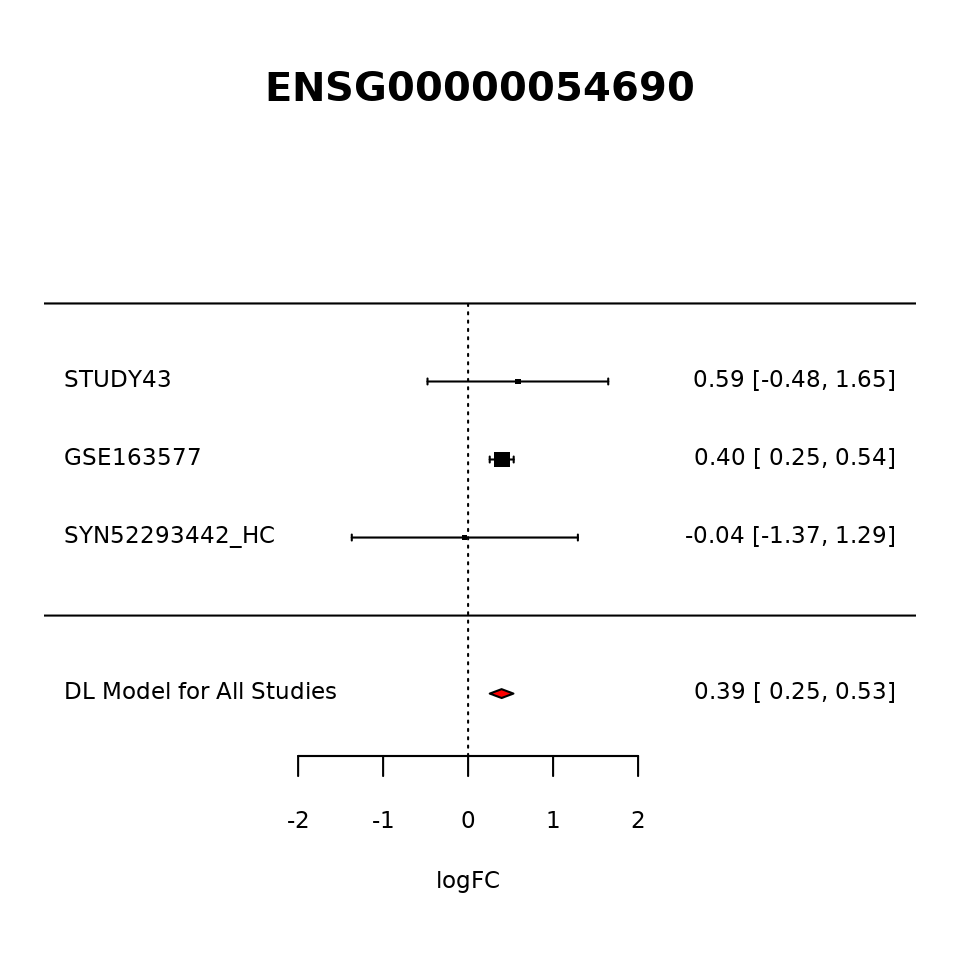 ENSG00000054690
STUDY43 0.59 [-0.48, 1.65]
GSE163577 0.40 [ 0.25, 0.54]
SYN52293442_HC -0.04 [-1.37, 1.29]
DL Model for All Studies 0.39 [ 0.25, 0.53]
-2 -1 0 1 2
logFC